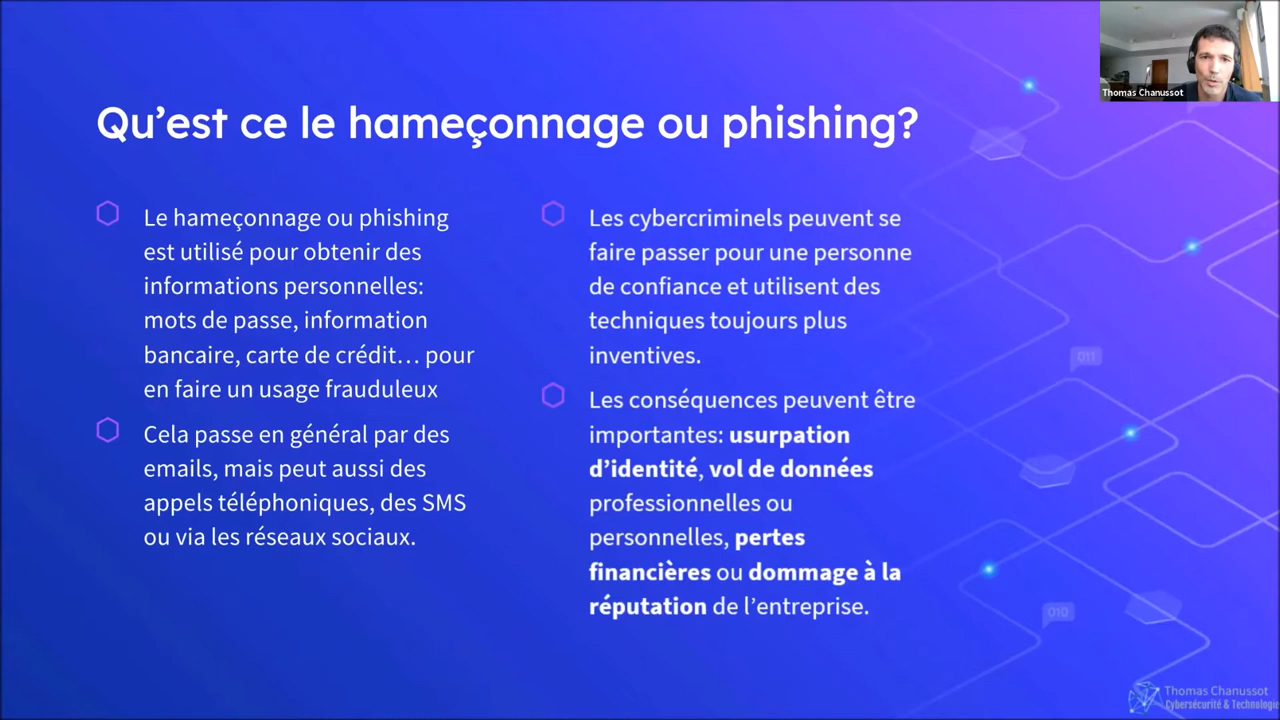 Thomas Chanussot
Qu’est ce le hameçonnage ou phishing?
Le hameçonnage ou phishing
est utilisé pour obtenir des
informations personnelles:
mots de passe, information
bancaire, carte de crédit… pour
en faire un usage frauduleux
Cela passe en général par des
emails, mais peut aussi des
appels téléphoniques, des SMS
ou via les réseaux sociaux.
Les cybercriminels peuvent se
faire passer pour une personne
de confiance et utilisent des
techniques toujours plus
inventives.
Les conséquences peuvent être
importantes: usurpation
d’identité, vol de données
professionnelles ou
personnelles, pertes
financières ou dommage à la
réputation de l’entreprise.
011
010
Thomas Chanussot
Cybersécurité & Technologie